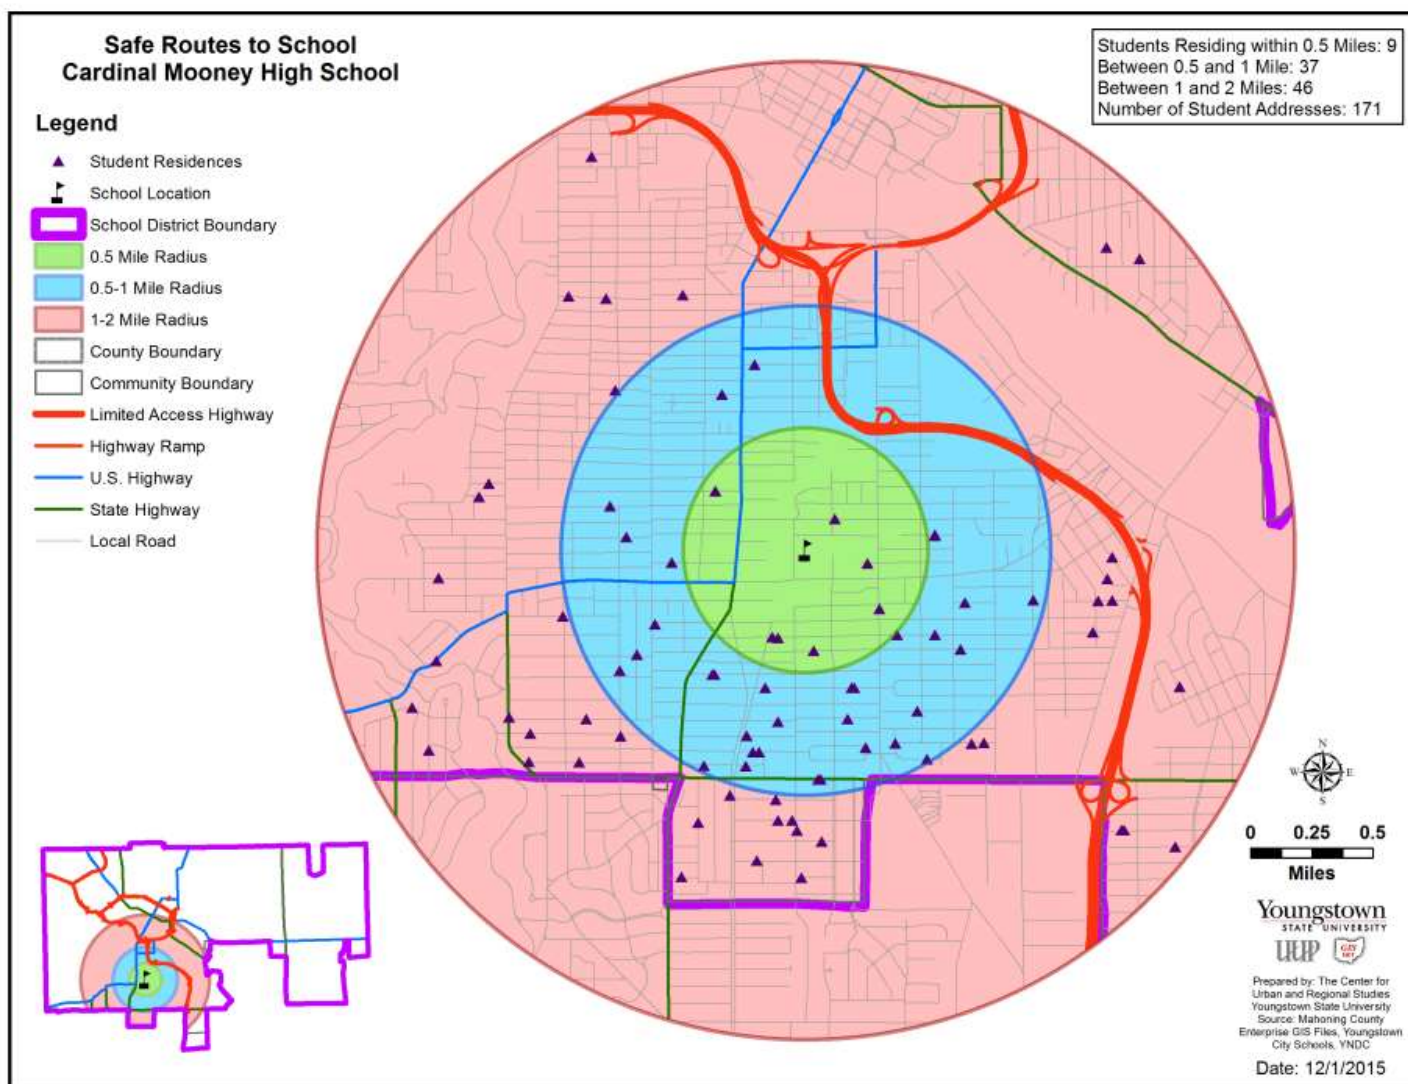 Safe Routes to School
Cardinal Mooney High School
Students Residing within 0.5 Miles: 9
Between 0.5 and 1 Mile: 37
Between 1 and 2 Miles: 46
Number of Student Addresses: 171
Legend
Student Residences
School Location
School District Boundary
0.5 Mile Radius
0.5-1 Mile Radius
1-2 Mile Radius
County Boundary
Community Boundary
Limited Access Highway
Highway Ramp
U.S. Highway
State Highway
Local Road
N
W E
S
0 0.25 0.5
Miles
Youngstown
STATE UNIVERSITY
Prepared by: The Center for
Urban and Regional Studies
Youngstown State University
Source: Mahoning County
Enterprise GIS Files, Youngstown
City Schools, YNDC
Date: 12/1/2015